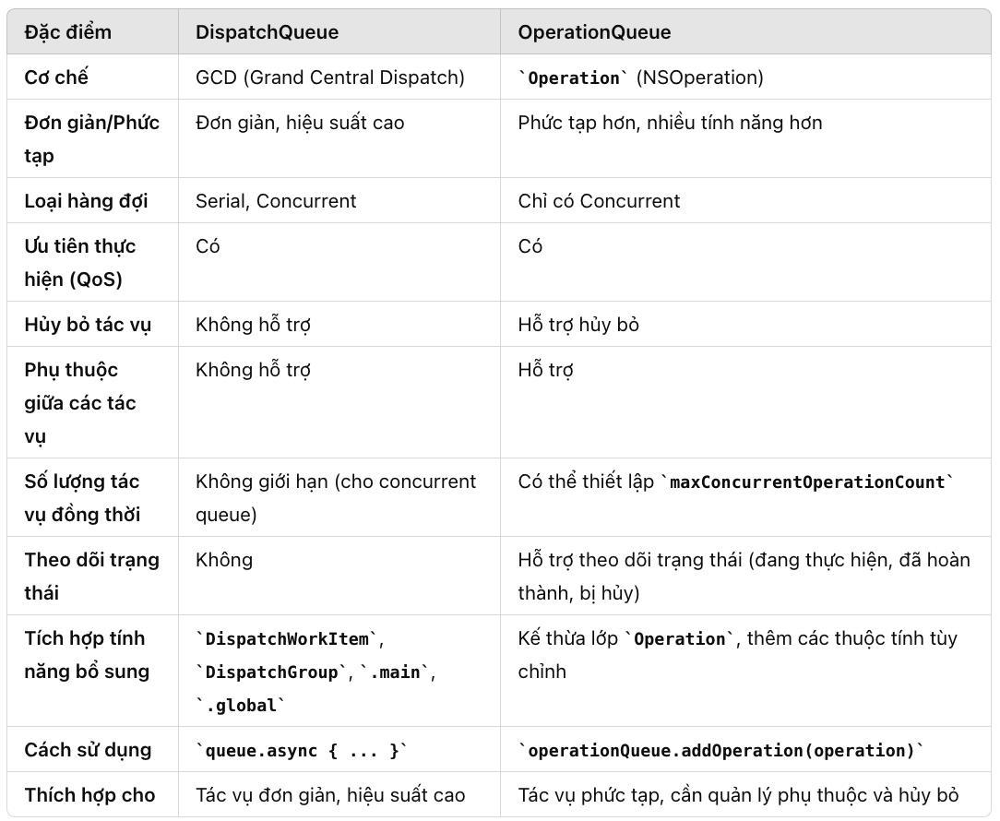 Đặc điểm DispatchQueue OperationQueue
Cơ chế GCD (Grand Central Dispatch) `Operation` (NSOperation)
Đơn giản/Phức Đơn giản, hiệu suất cao Phức tạp hơn, nhiều tính năng hơn
tạp
Loại hàng đợi Serial, Concurrent Chỉ có Concurrent
Ưu tiên thực Có Có
hiện (QoS)
Hủy bỏ tác vụ Không hỗ trợ Hỗ trợ hủy bỏ
Phụ thuộc Không hỗ trợ Hỗ trợ
giữa các tác
vụ
Số lượng tác Không giới hạn (cho concurrent Có thể thiết lập `maxConcurrentOperationCount`
vụ đồng thời queue)
Theo dõi trạng Không Hỗ trợ theo dõi trạng thái (đang thực hiện, đã hoàn
thái thành, bị hủy)
Tích hợp tính `DispatchWorkItem`, Kế thừa lớp `Operation`, thêm các thuộc tính tùy
năng bổ sung `DispatchGroup`, `.main`, chỉnh
`.global`
Cách sử dụng `queue.async { ... }` `operationQueue.addOperation(operation)`
Thích hợp cho Tác vụ đơn giản, hiệu suất cao Tác vụ phức tạp, cần quản lý phụ thuộc và hủy bỏ